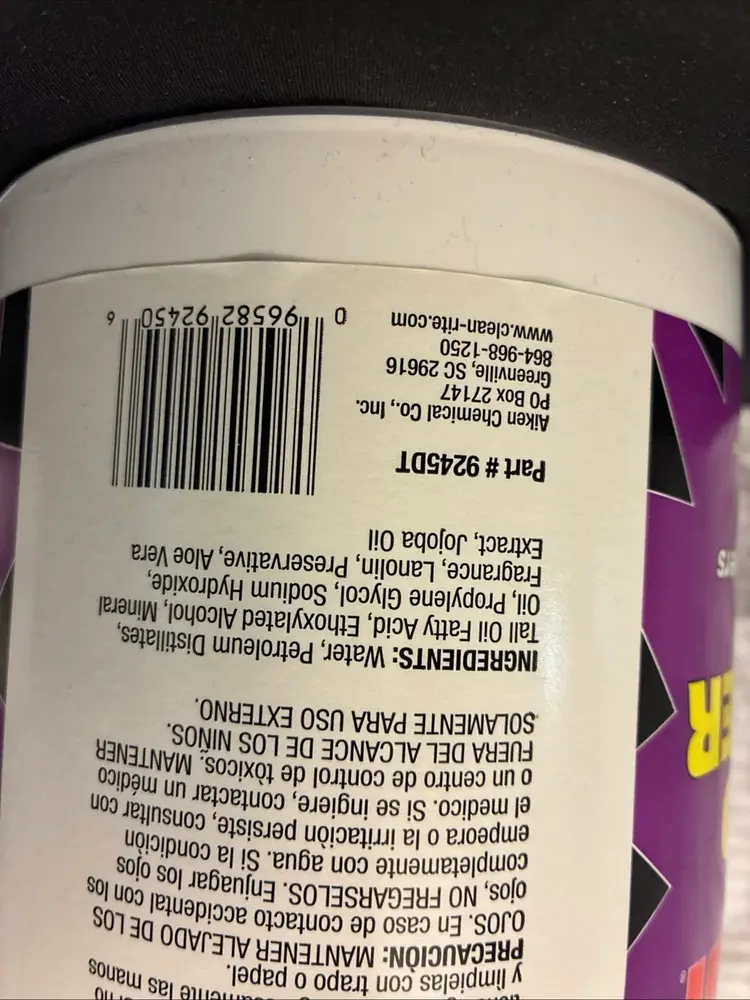 y limpielas con trapo o papel.
PRECAUCIÒN: MANTENER ALEJADO DE LOS
OJOS. En caso de contacto accidental con los
ojos, NO FREGARSELOS. Enjuagar los ojos
completamente con agua. Si la condición
empeora o la irritaciòn persiste, consultar con
el medico. Si se ingiere, contactar un médico
o un centro de control de tòxicos. MANTENER
FUERA DEL ALCANCE DE LOS NIÑOS.
SOLAMENTE PARA USO EXTERNO.
INGREDIENTS: Water, Petroleum Distillates,
Tall Oil Fatty Acid, Ethoxylated Alcohol, Mineral
Oil, Propylene Glycol, Sodium Hydroxide,
Fragrance, Lanolin, Preservative, Aloe Vera
Extract, Jojoba Oil
Part # 9245DT
Aiken Chemical Co., Inc.
PO Box 27147
Greenville, SC 29616
864-968-1250
www.clean-rite.com
0 96582 92450 6
ER